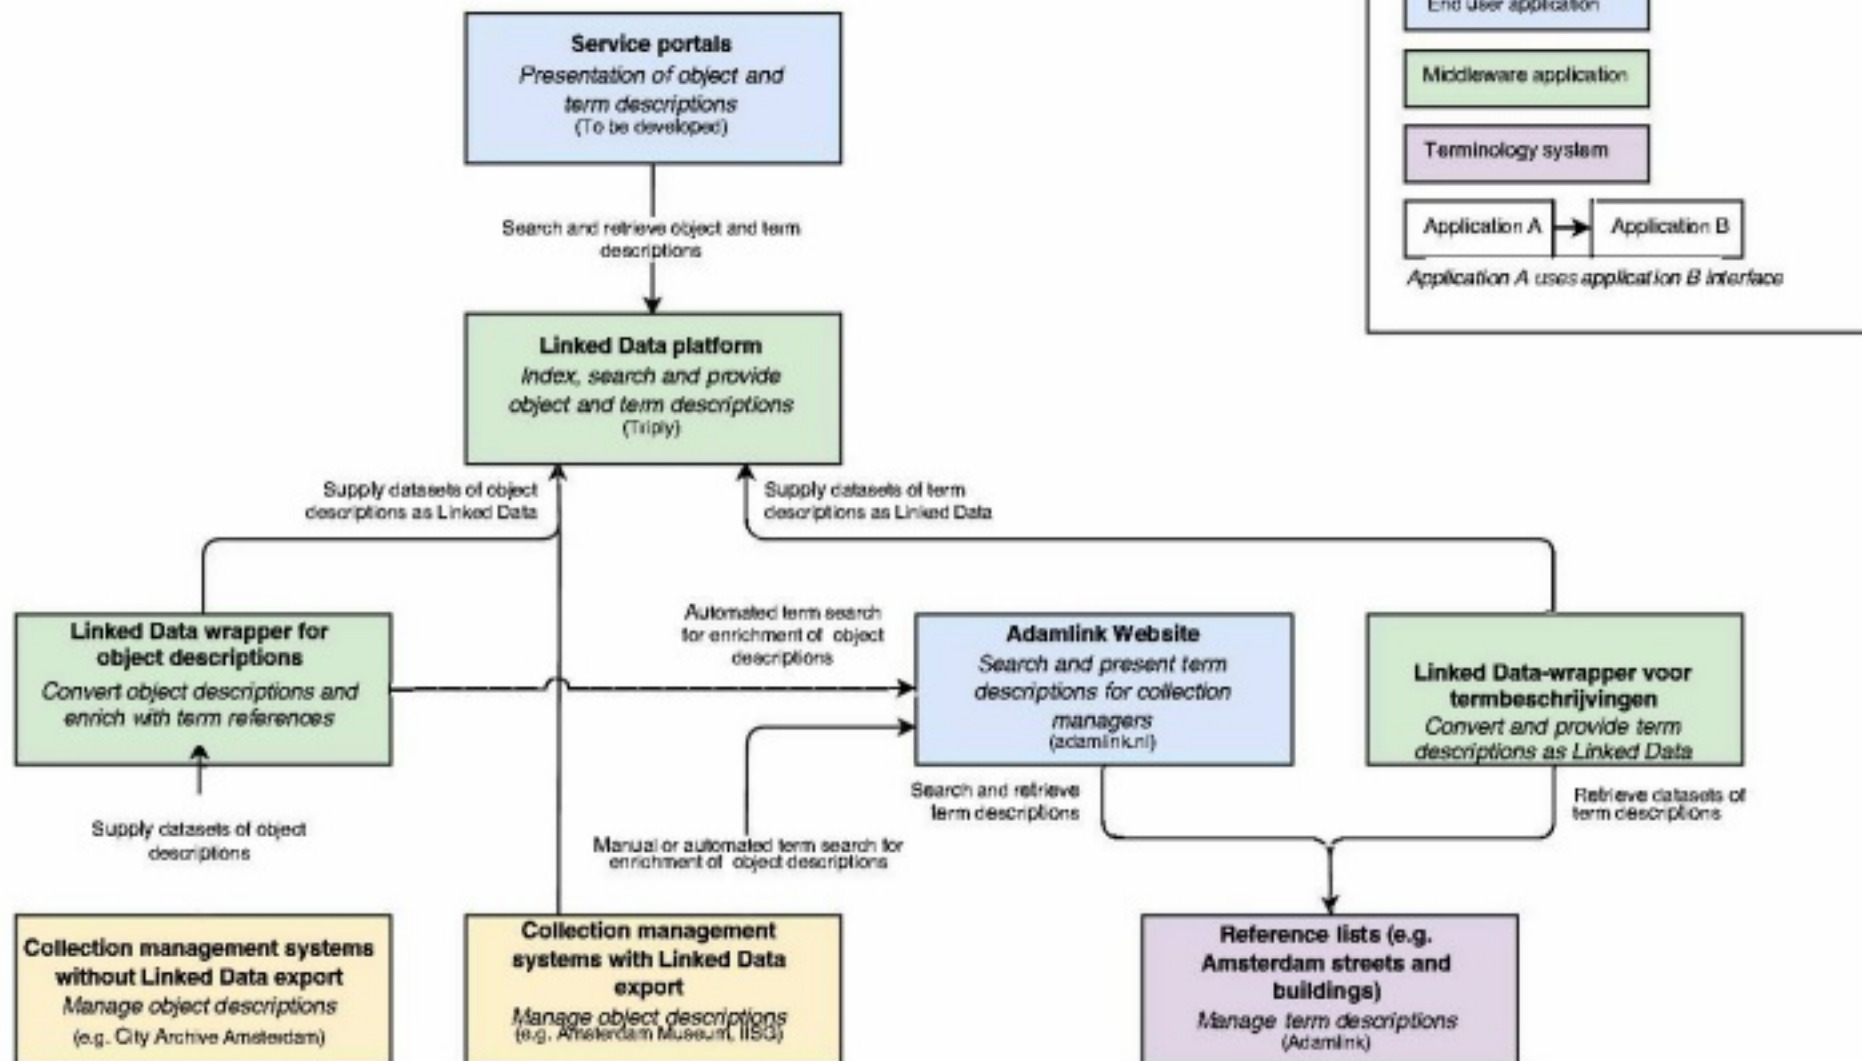 End user application
Middleware application
Terminology system
Application A
Application B
Application A uses application B interface
Service portals
Presentation of object and
term descriptions
(To be developed)
Search and retrieve object and term
descriptions
Linked Data platform
Index, search and provide
object and term descriptions
(Triply)
Supply datasets of object
descriptions as Linked Data
Supply datasets of term
descriptions as Linked Data
Linked Data wrapper for
object descriptions
Convert object descriptions and
enrich with term references
Automated term search
for enrichment of object
descriptions
Adamlink Website
Search and present term
descriptions for collection
managers
(adamlink.nl)
Linked Data-wrapper voor
termbeschrijvingen
Convert and provide term
descriptions as Linked Data
Supply datasets of object
descriptions
Manual or automated term search for
enrichment of object descriptions
Search and retrieve
term descriptions
Retrieve datasets of
term descriptions
Collection management systems
without Linked Data export
Manage object descriptions
(e.g. City Archive Amsterdam)
Collection management
systems with Linked Data
export
Manage object descriptions
(e.g. Amsterdam Museum, IISG)
Reference lists (e.g.
Amsterdam streets and
buildings)
Manage term descriptions
(Adamlink)